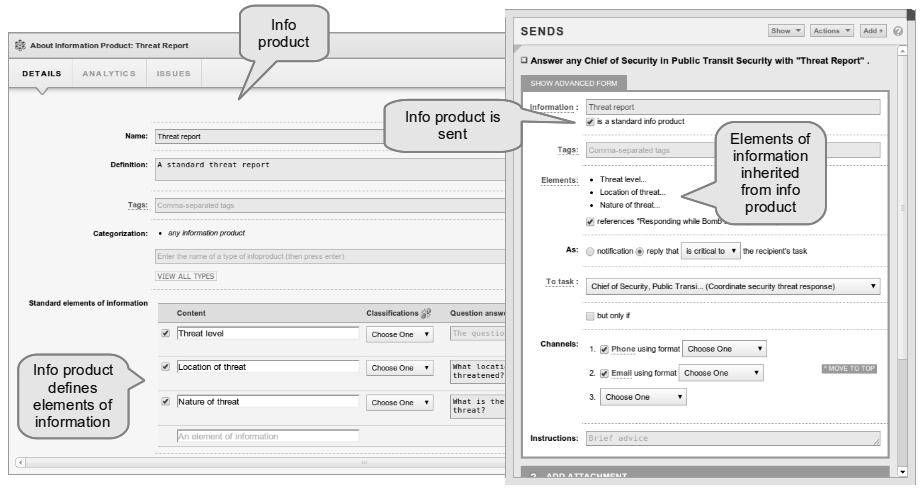 Info
product
About Information Product: Threat Report
DETAILS
ANALYTICS
ISSUES
Name:
Threat report
Definition:
A standard threat report
Tags:
Comma-separated tags
Categorization:
• any information product
Enter the name of a type of infoproduct (then press enter)
VIEW ALL TYPES
Standard elements of information
Content
Classifications
Question answ
Threat level
Choose One
The questio
Location of threat
Choose One
What locati
threatened?
Nature of threat
Choose One
What is the
threat?
An element of information
Info product
defines
elements of
information
SENDS
Show
Actions
Add +
Answer any Chief of Security in Public Transit Security with "Threat Report" .
SHOW ADVANCED FORM
Information :
Threat report
is a standard info product
Info product is
sent
Tags:
Comma-separated tags
Elements:
• Threat level...
• Location of threat...
• Nature of threat...
references "Responding while Bomb
Elements of
information
inherited
from info
product
As:
notification
reply that
is critical to
the recipient's task
To task :
Chief of Security, Public Transi... (Coordinate security threat response)
but only if
Channels:
1. Phone using format Choose One
2. Email using format Choose One
^ MOVE TO TOP
3. Choose One
Instructions:
Brief advice
ADD ATTACHMENT